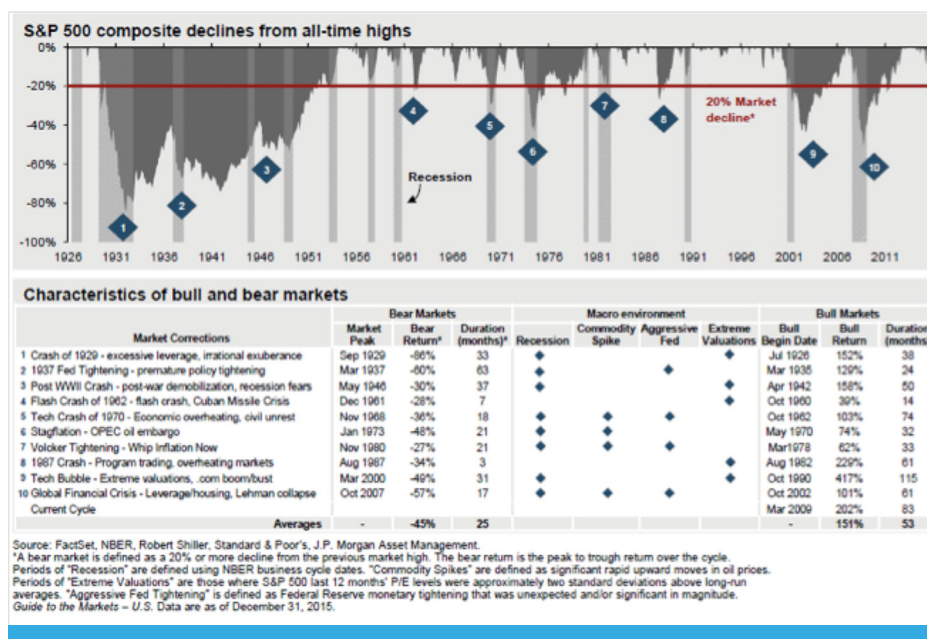 S&P 500 composite declines from all-time highs
0%
-20%
-40%
-60%
-80%
-100%
20% Market
decline*
Recession
1
2
3
4
5
6
7
8
9
10
1926 1931 1936 1941 1946 1951 1956 1961 1966 1971 1976 1981 1986 1991 1996 2001 2006 2011
Characteristics of bull and bear markets
Bear Markets Macro environment Bull Markets
Market Corrections Market Peak Bear Return* Duration (months)* Recession Commodity Spike Aggressive Fed Extreme Valuations Bull Begin Date Bull Return Duration (months)
1 Crash of 1929 - excessive leverage, irrational exuberance Sep 1929 -86% 33 Jul 1926 152% 38
2 1937 Fed Tightening - premature policy tightening Mar 1937 -60% 63 Mar 1935 129% 24
3 Post WWII Crash - post-war demobilization, recession fears May 1946 -30% 37 Apr 1942 158% 50
4 Flash Crash of 1962 - flash crash, Cuban Missile Crisis Dec 1961 -28% 7 Oct 1960 39% 14
5 Tech Crash of 1970 - Economic overheating, civil unrest Nov 1968 -36% 18 Oct 1962 103% 74
6 Stagflation - OPEC oil embargo Jan 1973 -48% 21 May 1970 74% 32
7 Volcker Tightening - Whip Inflation Now Nov 1980 -27% 21 Mar1978 62% 33
8 1987 Crash - Program trading, overheating markets Aug 1987 -34% 3 Aug 1982 229% 61
9 Tech Bubble - Extreme valuations, .com boom/bust Mar 2000 -49% 31 Oct 1990 417% 115
10 Global Financial Crisis - Leverage/housing, Lehman collapse Oct 2007 -57% 17 Oct 2002 101% 61
Current Cycle Mar 2009 202% 83
Averages - -45% 25 - 151% 53
Source: FactSet, NBER, Robert Shiller, Standard & Poor's, J.P. Morgan Asset Management.
*A bear market is defined as a 20% or more decline from the previous market high. The bear return is the peak to trough return over the cycle.
Periods of "Recession" are defined using NBER business cycle dates. "Commodity Spikes" are defined as significant rapid upward moves in oil prices.
Periods of "Extreme Valuations" are those where S&P 500 last 12 months' P/E levels were approximately two standard deviations above long-run
averages. "Aggressive Fed Tightening" is defined as Federal Reserve monetary tightening that was unexpected and/or significant in magnitude.
Guide to the Markets – U.S. Data are as of December 31, 2015.